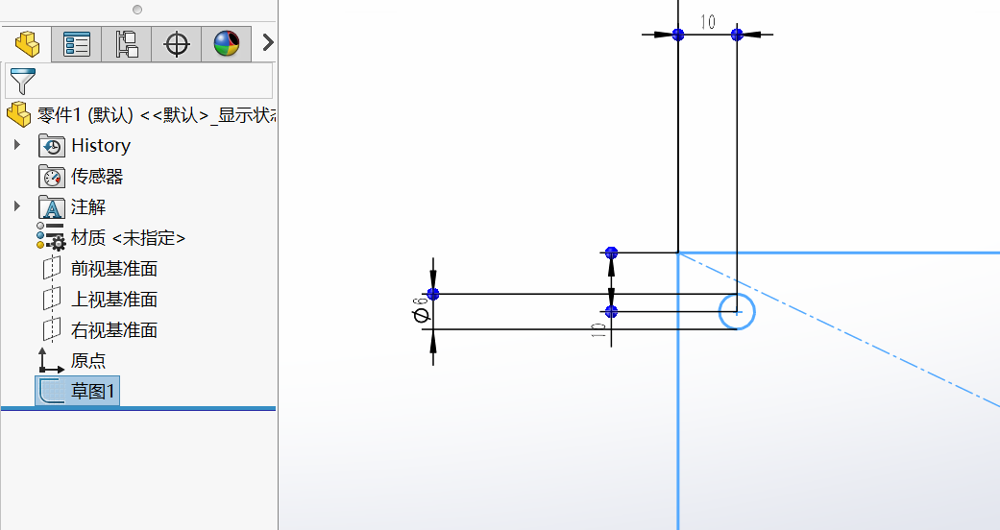 零件1 (默认) <<默认>_显示状态
History
传感器
注解
A
材质 <未指定>
前视基准面
上视基准面
右视基准面
原点
草图1
10
10
Ø6